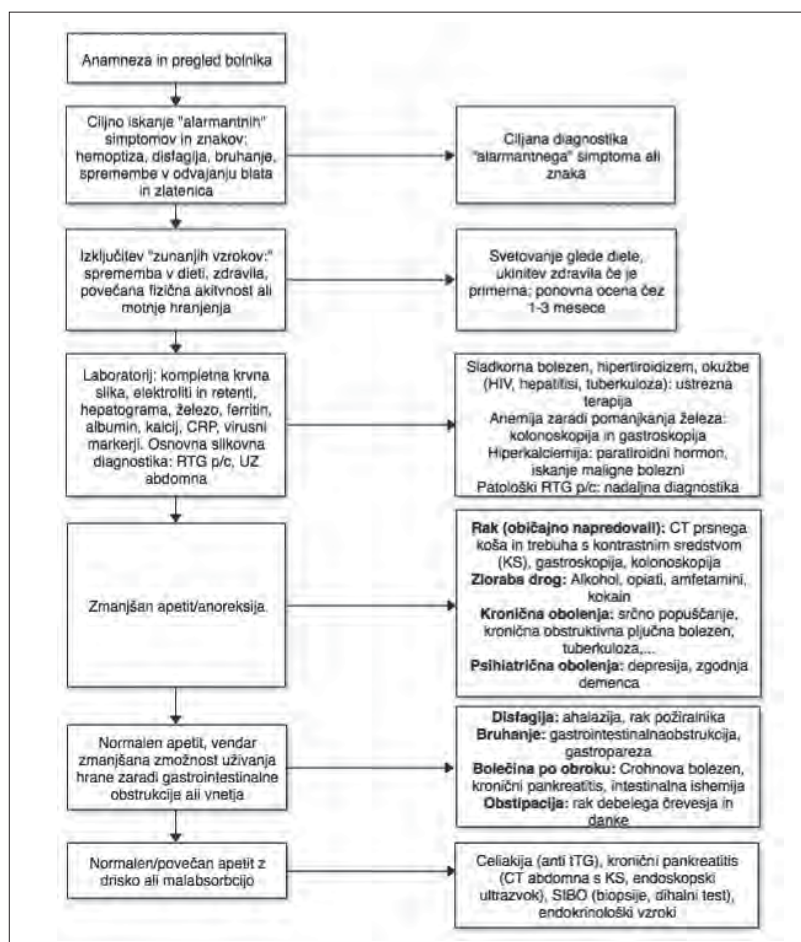 Anamneza in pregled bolnika
Ciljno iskanje "alarmantnih"
simptomov in znakov:
hemoptiza, disfagija, bruhanje,
spremembe v odvajanju blata
in zlatenica
Ciljana diagnostika
"alarmantnega" simptoma ali
znaka
Izključitev "zunanjih vzrokov:"
sprememba v dieti, zdravila,
povečana fizična akitvnost ali
motnje hranjenja
Svetovanje glede diete,
ukinitev zdravila če je
primerna; ponovna ocena čez
1-3 mesece
Laboratorij: kompletna krvna
slika, elektroliti in retenti,
hepatograma, železo, ferritin,
albumin, kalcij, CRP, virusni
markerji. Osnovna slikovna
diagnostika: RTG p/c, UZ
abdomna
Sladkorna bolezen, hipertiroidizem, okužbe
(HIV, hepatitisi, tuberkuloza): ustrezna
terapija
Anemija zaradi pomanjkanja železa:
kolonoskopija in gastroskopija
Hiperkalciemija: paratiroidni hormon,
iskanje maligne bolezni
Patološki RTG p/c: nadaljna diagnostika
Zmanjšan apetit/anoreksija
Rak (običajno napredovali): CT prsnega
koša in trebuha s kontrastnim sredstvom
(KS), gastroskopija, kolonoskopija
Zloraba drog: Alkohol, opiati, amfetamini,
kokain
Kronična obolenja: srčno popuščanje,
kronična obstruktivna pljučna bolezen,
tuberkuloza,...
Psihiatrična obolenja: depresija, zgodnja
demenca
Normalen apetit, vendar
zmanjšana zmožnost uživanja
hrane zaradi gastrointestinalne
obstrukcije ali vnetja
Disfagija: ahalazija, rak požiralnika
Bruhanje: gastrointestinalnaobstrukcija,
gastropareza
Bolečina po obroku: Crohnova bolezen,
kronični pankreatitis, intestinalna ishemija
Obstipacija: rak debelega črevesja in
danke
Normalen/povečan apetit z
drisko ali malabsorbcijo
Celiakija (anti tTG), kronični pankreatitis
(CT abdomna s KS, endoskopski
ultrazvok), SIBO (biopsije, dihalni test),
endokrinološki vzroki